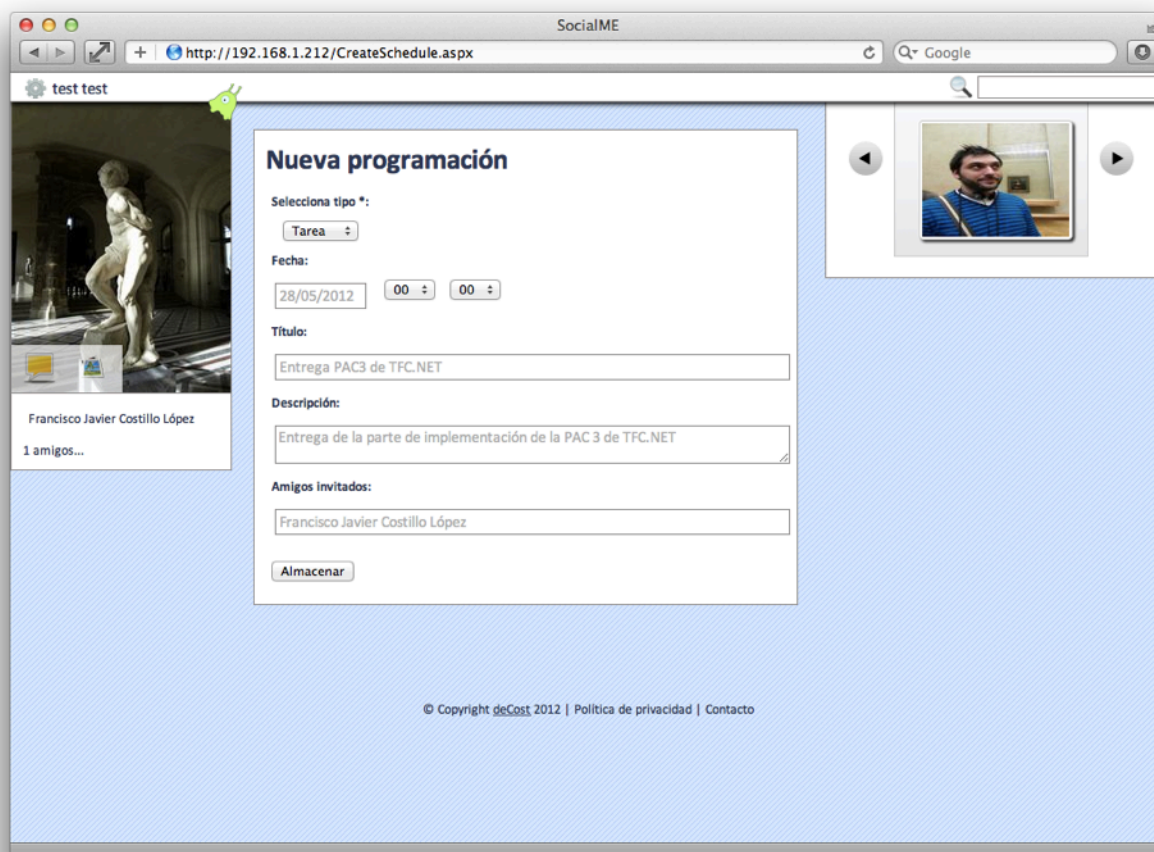 SocialME
http://192.168.1.212/CreateSchedule.aspx
Google
test test
Nueva programación
Selecciona tipo *:
Tarea
Fecha:
28/05/2012 00 00
Título:
Entrega PAC3 de TFC.NET
Descripción:
Entrega de la parte de implementación de la PAC 3 de TFC.NET
Amigos invitados:
Francisco Javier Costillo López
Almacenar
Francisco Javier Costillo López
1 amigos...
© Copyright deCost 2012 | Política de privacidad | Contacto